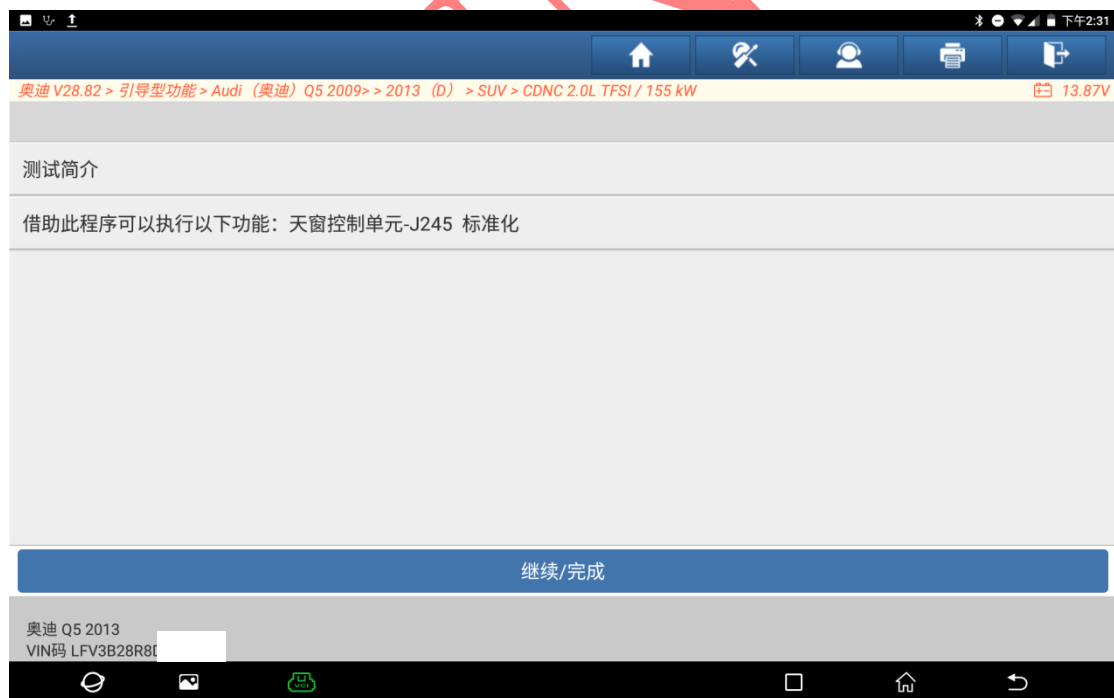 下午2:31
奥迪 V28.82 > 引导型功能 > Audi（奥迪）Q5 2009> > 2013（D） > SUV > CDNC 2.0L TFSI / 155 kW
13.87V
测试简介
借助此程序可以执行以下功能：天窗控制单元-J245 标准化
继续/完成
奥迪 Q5 2013
VIN码 LFV3B28R8D
VCI